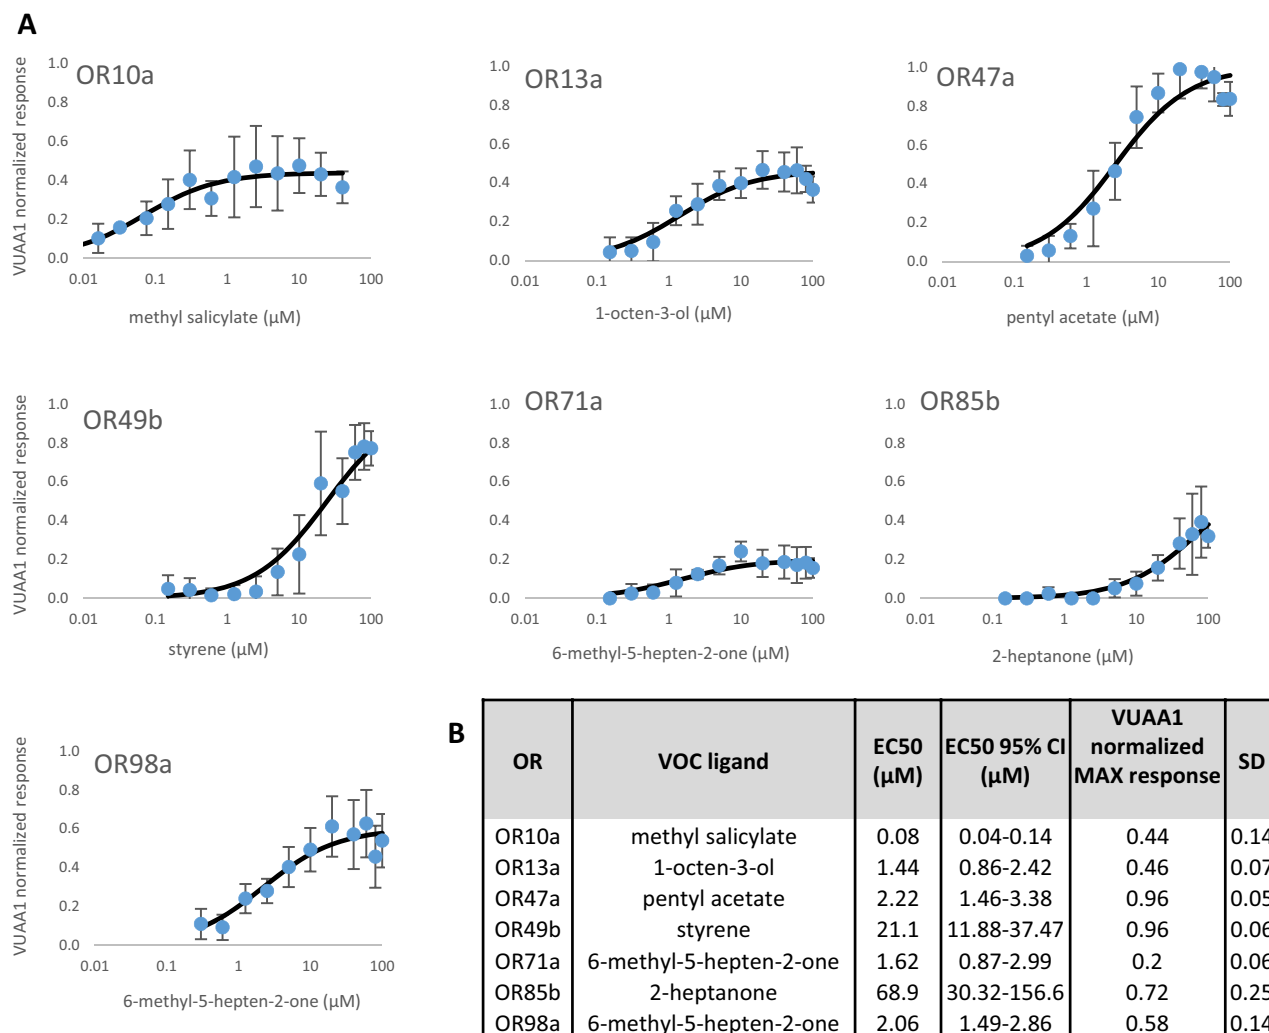 A
VUAA1 normalized response
OR10a
1.0
0.8
0.6
0.4
0.2
0.0
0.01 0.1 1 10 100
methyl salicylate (µM)
OR13a
1.0
0.8
0.6
0.4
0.2
0.0
0.01 0.1 1 10 100
1-octen-3-ol (µM)
OR47a
1.0
0.8
0.6
0.4
0.2
0.0
0.01 0.1 1 10 100
pentyl acetate (µM)
VUAA1 normalized response
OR49b
1.0
0.8
0.6
0.4
0.2
0.0
0.01 0.1 1 10 100
styrene (µM)
OR71a
1.0
0.8
0.6
0.4
0.2
0.0
0.01 0.1 1 10 100
6-methyl-5-hepten-2-one (µM)
OR85b
1.0
0.8
0.6
0.4
0.2
0.0
0.01 0.1 1 10 100
2-heptanone (µM)
VUAA1 normalized response
OR98a
1.0
0.8
0.6
0.4
0.2
0.0
0.01 0.1 1 10 100
6-methyl-5-hepten-2-one (µM)
B
OR VOC ligand EC50 (µM) EC50 95% CI (µM) VUAA1 normalized MAX response SD
OR10a methyl salicylate 0.08 0.04-0.14 0.44 0.14
OR13a 1-octen-3-ol 1.44 0.86-2.42 0.46 0.07
OR47a pentyl acetate 2.22 1.46-3.38 0.96 0.05
OR49b styrene 21.1 11.88-37.47 0.96 0.06
OR71a 6-methyl-5-hepten-2-one 1.62 0.87-2.99 0.2 0.06
OR85b 2-heptanone 68.9 30.32-156.6 0.72 0.25
OR98a 6-methyl-5-hepten-2-one 2.06 1.49-2.86 0.58 0.14